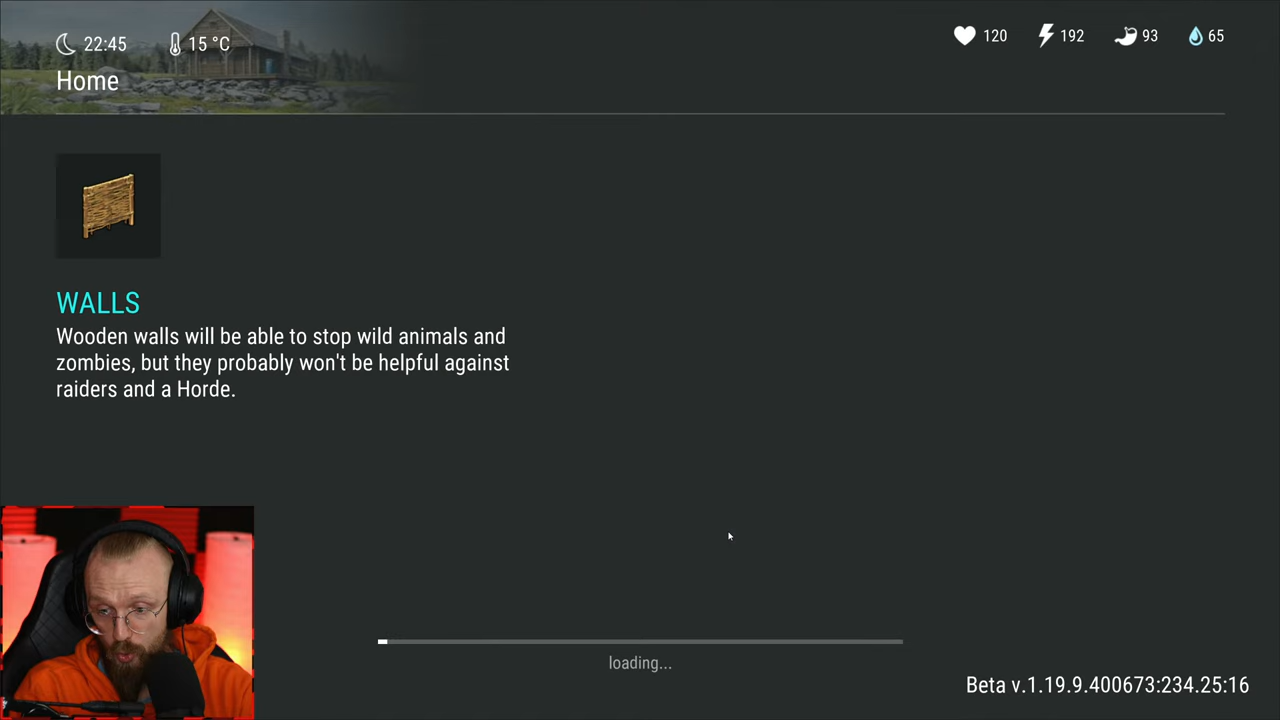 22:45 15 °C 120 192 93 65
Home
WALLS
Wooden walls will be able to stop wild animals and
zombies, but they probably won't be helpful against
raiders and a Horde.
loading...
Beta v.1.19.9.400673:234.25:16